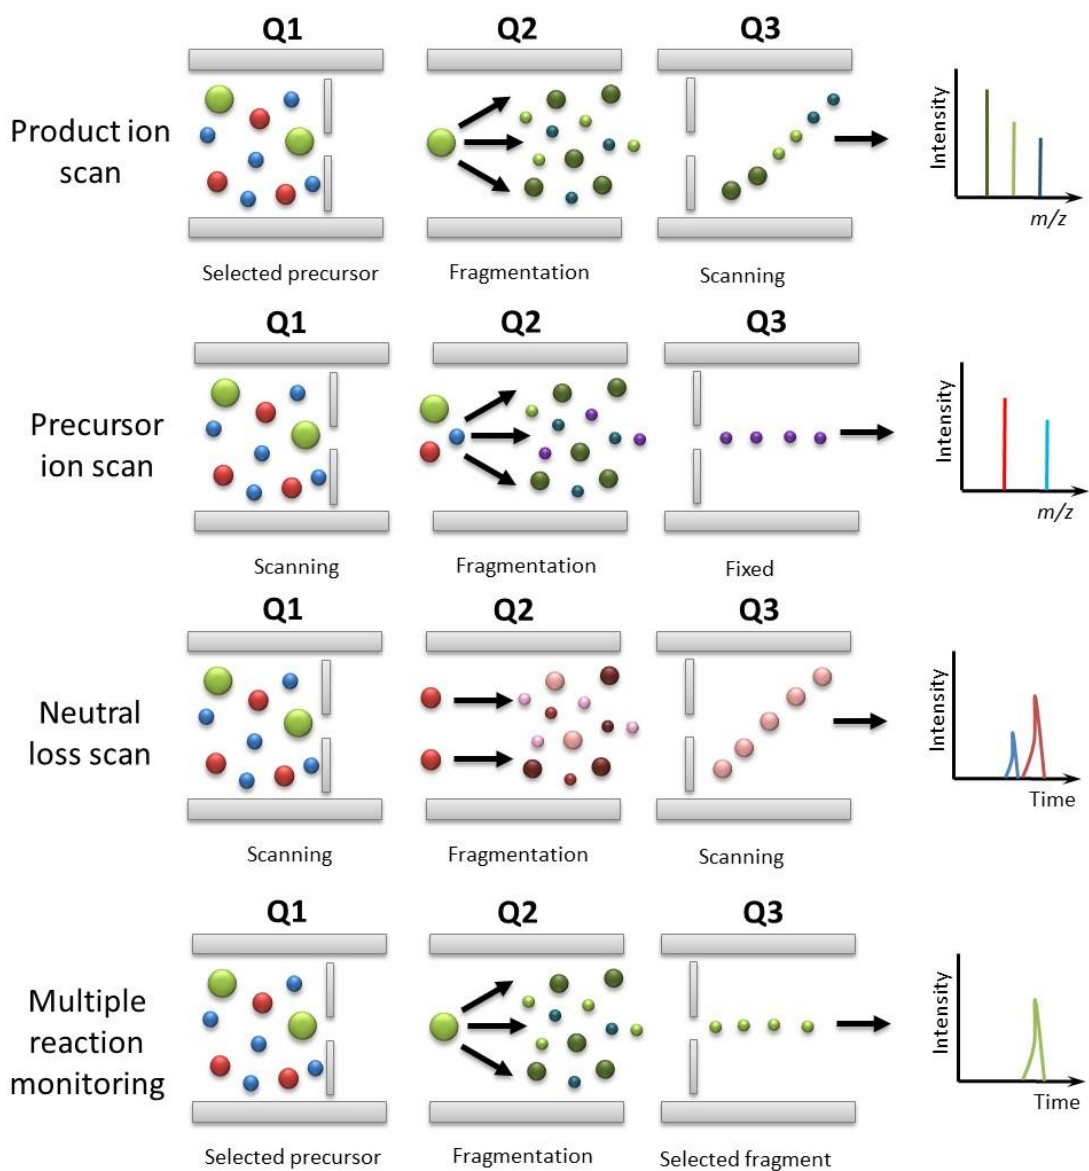 Q1 Q2 Q3
Product ion
scan
Intensity
m/z
Selected precursor Fragmentation Scanning
Q1 Q2 Q3
Precursor
ion scan
Intensity
m/z
Scanning Fragmentation Fixed
Q1 Q2 Q3
Neutral
loss scan
Intensity
Time
Scanning Fragmentation Scanning
Q1 Q2 Q3
Multiple
reaction
monitoring
Intensity
Time
Selected precursor Fragmentation Selected fragment